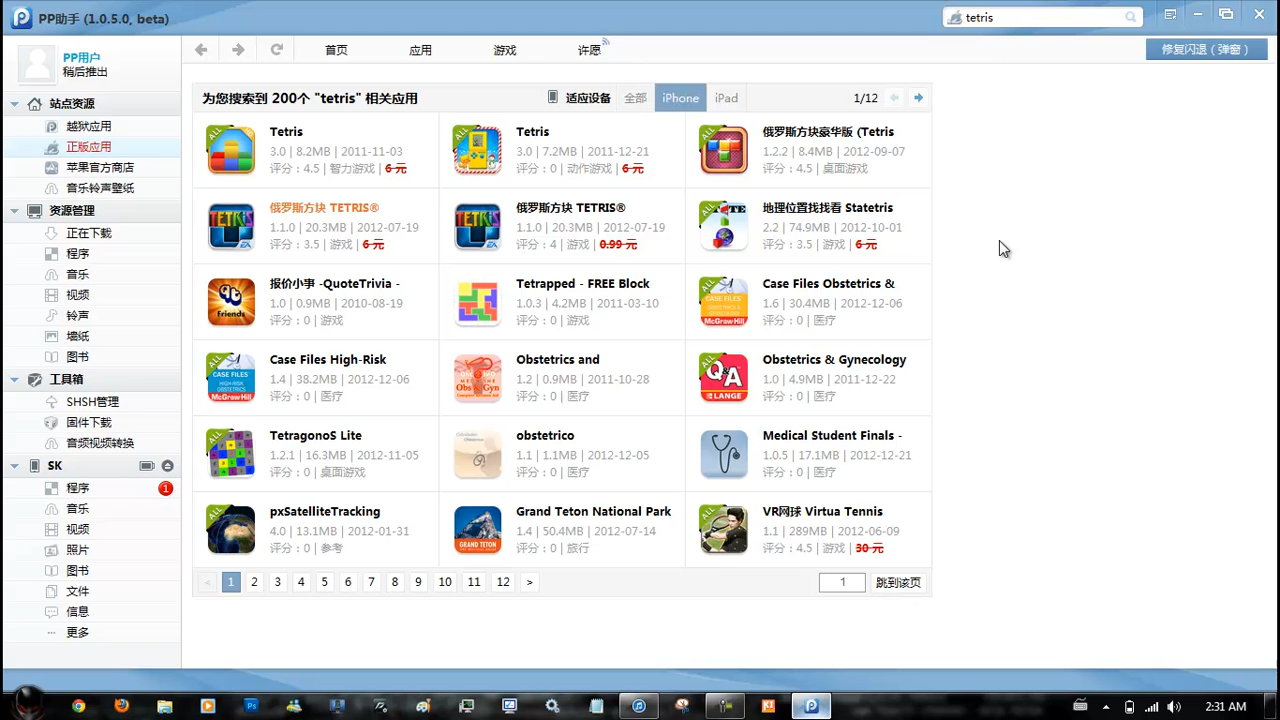 PP助手 (1.0.5.0, beta)
tetris
PP用户
稍后推出
首页
应用
游戏
许愿
修复闪退（弹窗）
站点资源
越狱应用
正版应用
苹果官方商店
音乐铃声壁纸
资源管理
正在下载
程序
音乐
视频
铃声
墙纸
图书
工具箱
SHSH管理
固件下载
音频视频转换
SK
程序
1
音乐
视频
照片
图书
文件
信息
更多
为您搜索到 200个 "tetris" 相关应用
适应设备
全部
iPhone
iPad
1/12
Tetris
3.0 | 8.2MB | 2011-11-03
评分：4.5 | 智力游戏 | 6 元
Tetris
3.0 | 7.2MB | 2011-12-21
评分：0 | 动作游戏 | 6 元
俄罗斯方块豪华版 (Tetris
1.2.2 | 8.4MB | 2012-09-07
评分：4.5 | 桌面游戏
俄罗斯方块 TETRIS®
1.1.0 | 20.3MB | 2012-07-19
评分：3.5 | 游戏 | 6 元
俄罗斯方块 TETRIS®
1.1.0 | 20.3MB | 2012-07-19
评分：4 | 游戏 | 0.99 元
地理位置找找看 Statetris
2.2 | 74.9MB | 2012-10-01
评分：3.5 | 游戏 | 6 元
报价小事 -QuoteTrivia -
1.0 | 0.9MB | 2010-08-19
评分：0 | 游戏
Tetrapped - FREE Block
1.0.3 | 4.2MB | 2011-03-10
评分：0 | 游戏
Case Files Obstetrics &
1.6 | 30.4MB | 2012-12-06
评分：0 | 医疗
Case Files High-Risk
1.4 | 38.2MB | 2012-12-06
评分：0 | 医疗
Obstetrics and
1.2 | 0.9MB | 2011-10-28
评分：0 | 医疗
Obstetrics & Gynecology
1.0 | 4.9MB | 2011-12-22
评分：0 | 医疗
TetragonoS Lite
1.2.1 | 16.3MB | 2012-11-05
评分：0 | 桌面游戏
obstetrico
1.1 | 1.1MB | 2012-12-05
评分：0 | 医疗
Medical Student Finals -
1.0.5 | 17.1MB | 2012-12-21
评分：0 | 医疗
pxSatelliteTracking
4.0 | 13.1MB | 2012-01-31
评分：0 | 参考
Grand Teton National Park
1.4 | 50.4MB | 2012-07-14
评分：0 | 旅行
VR网球 Virtua Tennis
1.1 | 289MB | 2012-06-09
评分：4.5 | 游戏 | 30 元
< 1 2 3 4 5 6 7 8 9 10 11 12 >
1
跳到该页
2:31 AM